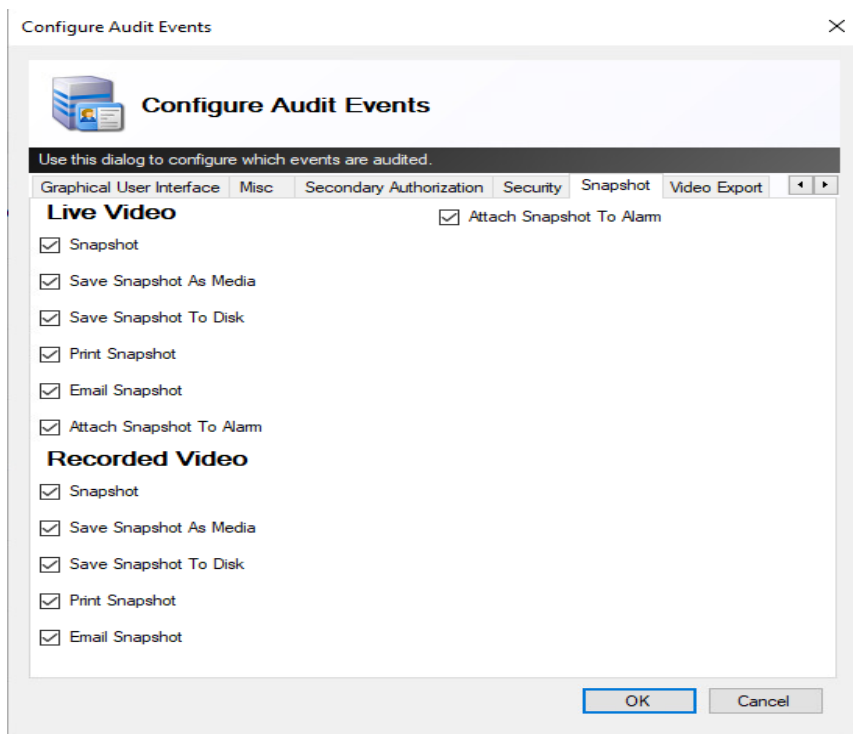 Configure Audit Events
Configure Audit Events
Use this dialog to configure which events are audited.
Graphical User Interface Misc Secondary Authorization Security Snapshot Video Export
Live Video
Snapshot
Save Snapshot As Media
Save Snapshot To Disk
Print Snapshot
Email Snapshot
Attach Snapshot To Alarm
Recorded Video
Snapshot
Save Snapshot As Media
Save Snapshot To Disk
Print Snapshot
Email Snapshot
Attach Snapshot To Alarm
OK Cancel